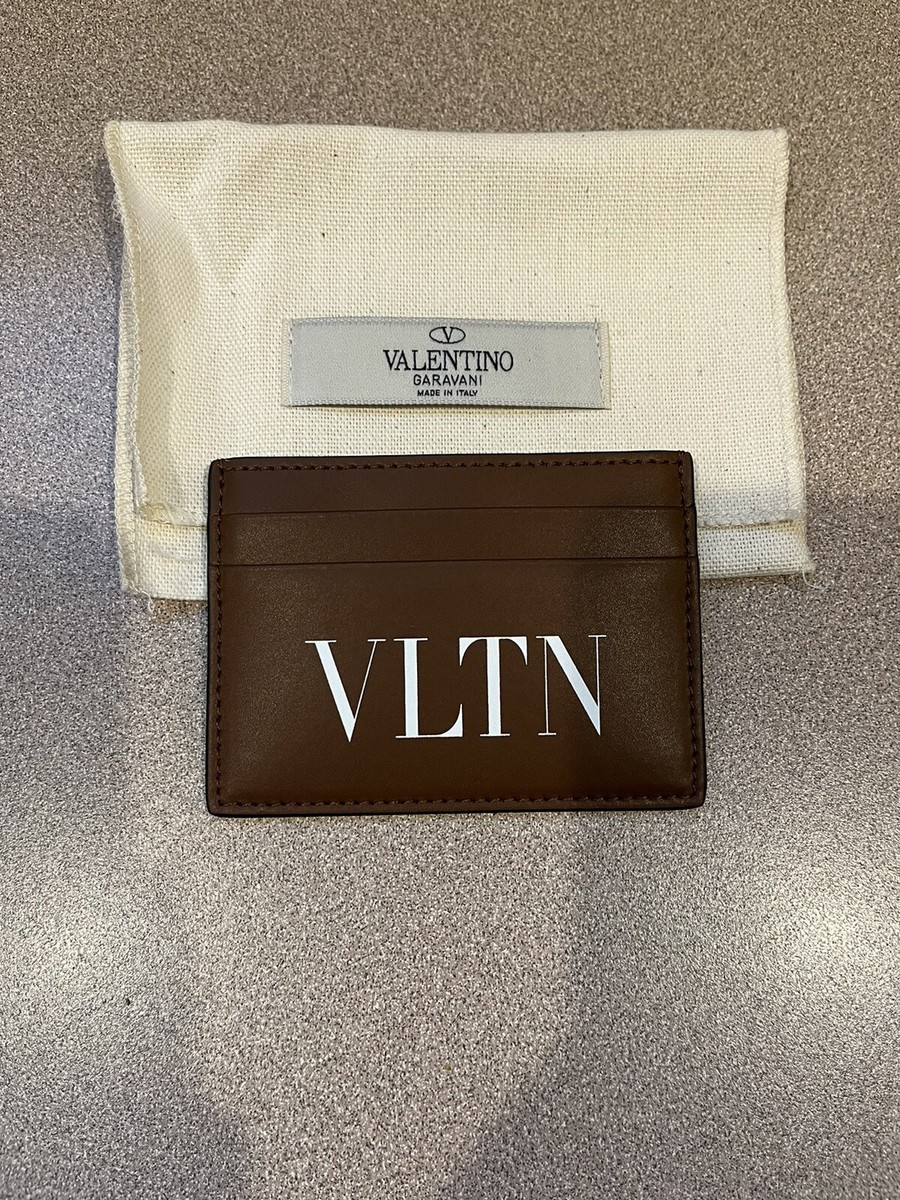 V
VALENTINO
GARAVANI
MADE IN ITALY
VLTN